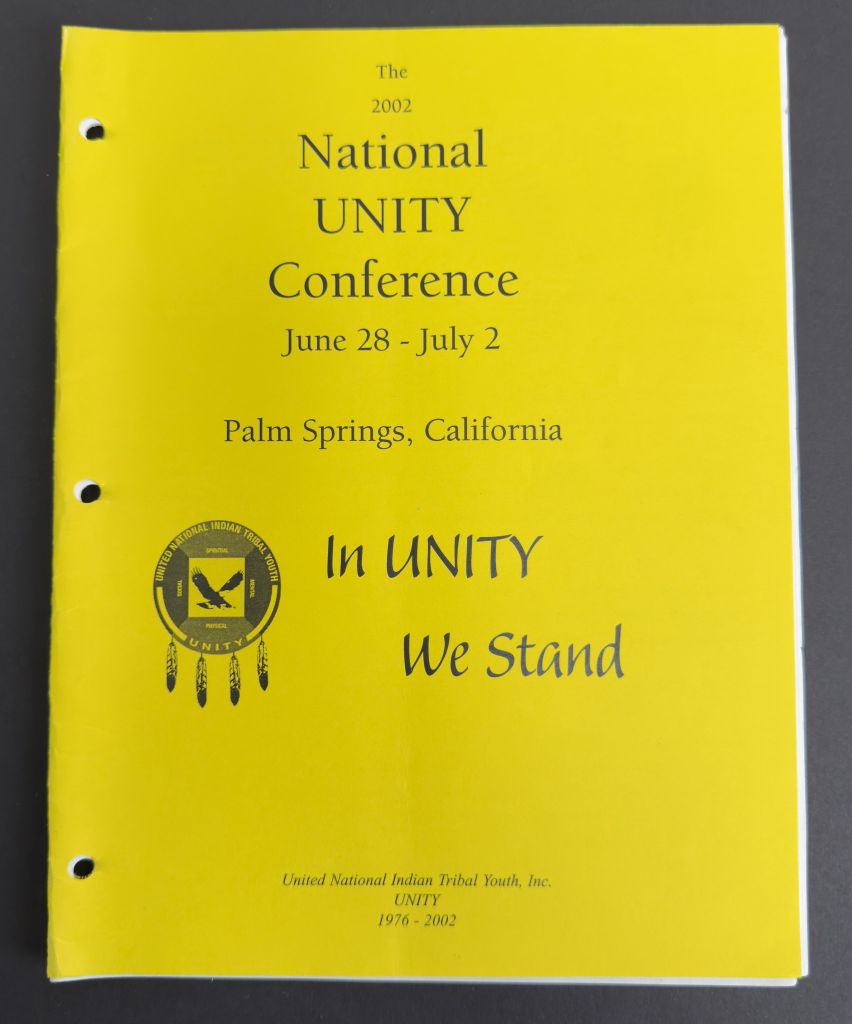 The
2002
National
UNITY
Conference
June 28 - July 2
Palm Springs, California
In UNITY
We Stand
UNITED NATIONAL INDIAN TRIBAL YOUTH
SPIRITUAL
SOCIAL
MENTAL
PHYSICAL
UNITY
United National Indian Tribal Youth, Inc.
UNITY
1976 - 2002